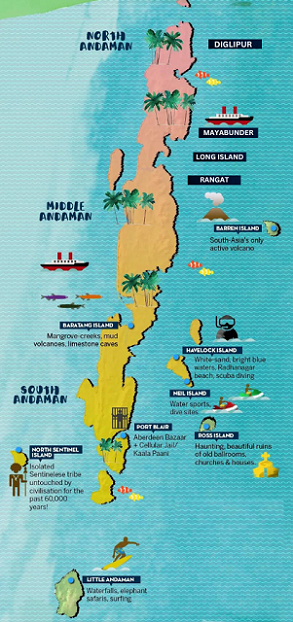 NORTH
ANDAMAN
DIGLIPUR
MAYABUNDER
LONG ISLAND
RANGAT
MIDDLE
ANDAMAN
BARREN ISLAND
South-Asia's only
active volcano
BARATANG ISLAND
Mangrove-creeks, mud
volcanoes, limestone caves
HAVELOCK ISLAND
White-sand, bright blue
waters, Radhanagar
beach, scuba diving
SOUTH
ANDAMAN
NEIL ISLAND
Water sports,
dive sites.
PORT BLAIR
Aberdeen Bazaar
+ Cellular Jail/
Kaala Paani
ROSS ISLAND
Haunting, beautiful ruins
of old ballrooms,
churches & houses.
NORTH SENTINEL
ISLAND
Isolated
Sentinelese tribe
untouched by
civilisation for the
past 60,000
years!
LITTLE ANDAMAN
Waterfalls, elephant
safaris, surfing